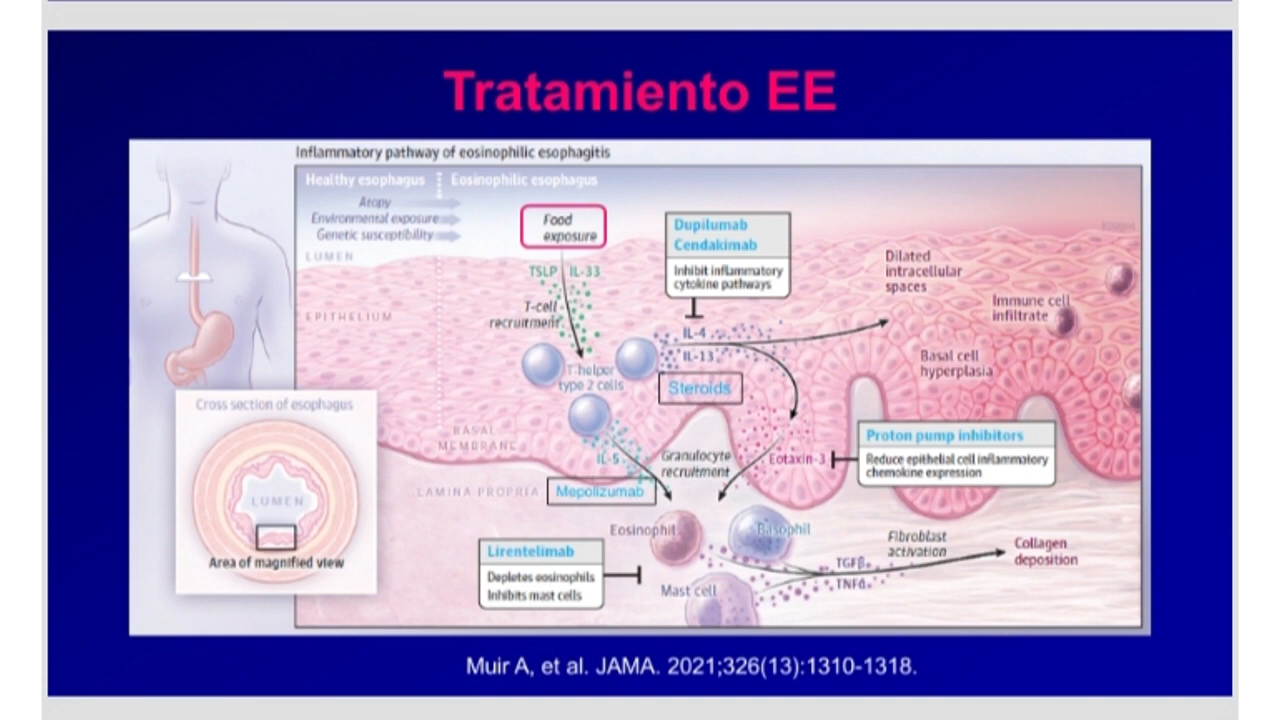 Tratamiento EE
Inflammatory pathway of eosinophilic esophagitis
Healthy esophagus
Eosinophilic esophagus
Atopy
Environmental exposure
Genetic susceptibility
LUMEN
EPITHELIUM
BASAL
MEMBRANE
LAMINA PROPRIA
Food
exposure
TSLP
IL-33
T-cell
recruitment
T-helper
type 2 cells
Dupilumab
Cendakimab
Inhibit inflammatory
cytokine pathways
IL-4
IL-13
Steroids
Dilated
intracellular
spaces
Immune cell
infiltrate
Basal cell
hyperplasia
IL-5
Mepolizumab
Granulocyte
recruitment
Eotaxin-3
Proton pump inhibitors
Reduce epithelial cell inflammatory
chemokine expression
Eosinophil
Basophil
Lirentelimab
Depletes eosinophils
Inhibits mast cells
Mast cell
TGFβ
TNFα
Fibroblast
activation
Collagen
deposition
Cross section of esophagus
LUMEN
Area of magnified view
Muir A, et al. JAMA. 2021;326(13):1310-1318.